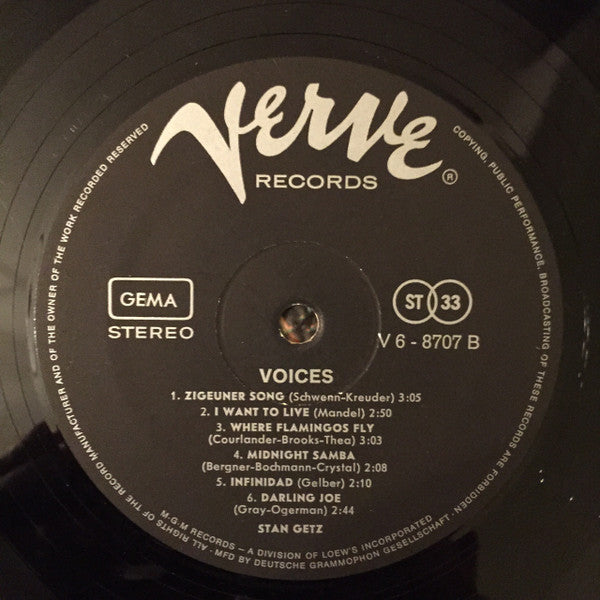 VERVE
RECORDS ®
GEMA
STEREO
ST 33
V 6 - 8707 B
VOICES
1. ZIGEUNER SONG (Schwenn-Kreuder) 3:05
2. I WANT TO LIVE (Mandel) 2:50
3. WHERE FLAMINGOS FLY
(Courlander-Brooks-Thea) 3:03
4. MIDNIGHT SAMBA
(Bergner-Bochmann-Crystal) 2:08
5. INFINIDAD (Gelber) 2:10
6. DARLING JOE
(Gray-Ogerman) 2:44
STAN GETZ
M-G-M RECORDS – A DIVISION OF LOEW'S INCORPORATED
ALL RIGHTS OF THE RECORD MANUFACTURER AND OF THE OWNER OF THE WORK RECORDED RESERVED
COPYING, PUBLIC PERFORMANCE, BROADCASTING OF THESE RECORDS ARE FORBIDDEN · MFD BY DEUTSCHE GRAMMOPHON GESELLSCHAFT ·